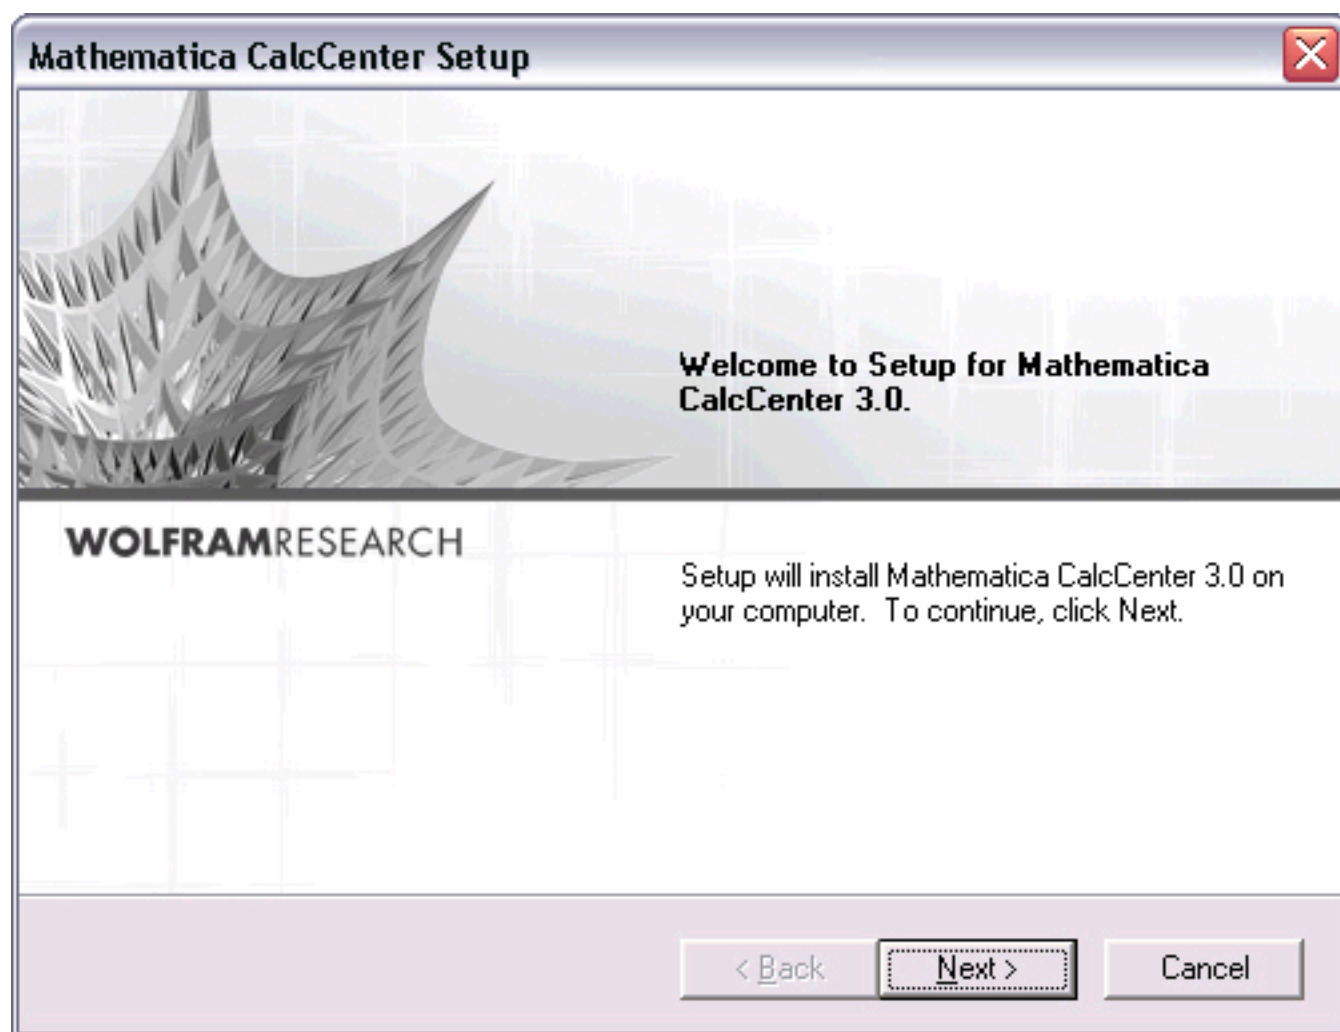 Mathematica CalcCenter Setup
Welcome to Setup for Mathematica
CalcCenter 3.0.
WOLFRAMRESEARCH
Setup will install Mathematica CalcCenter 3.0 on
your computer.  To continue, click Next.
< Back
Next >
Cancel